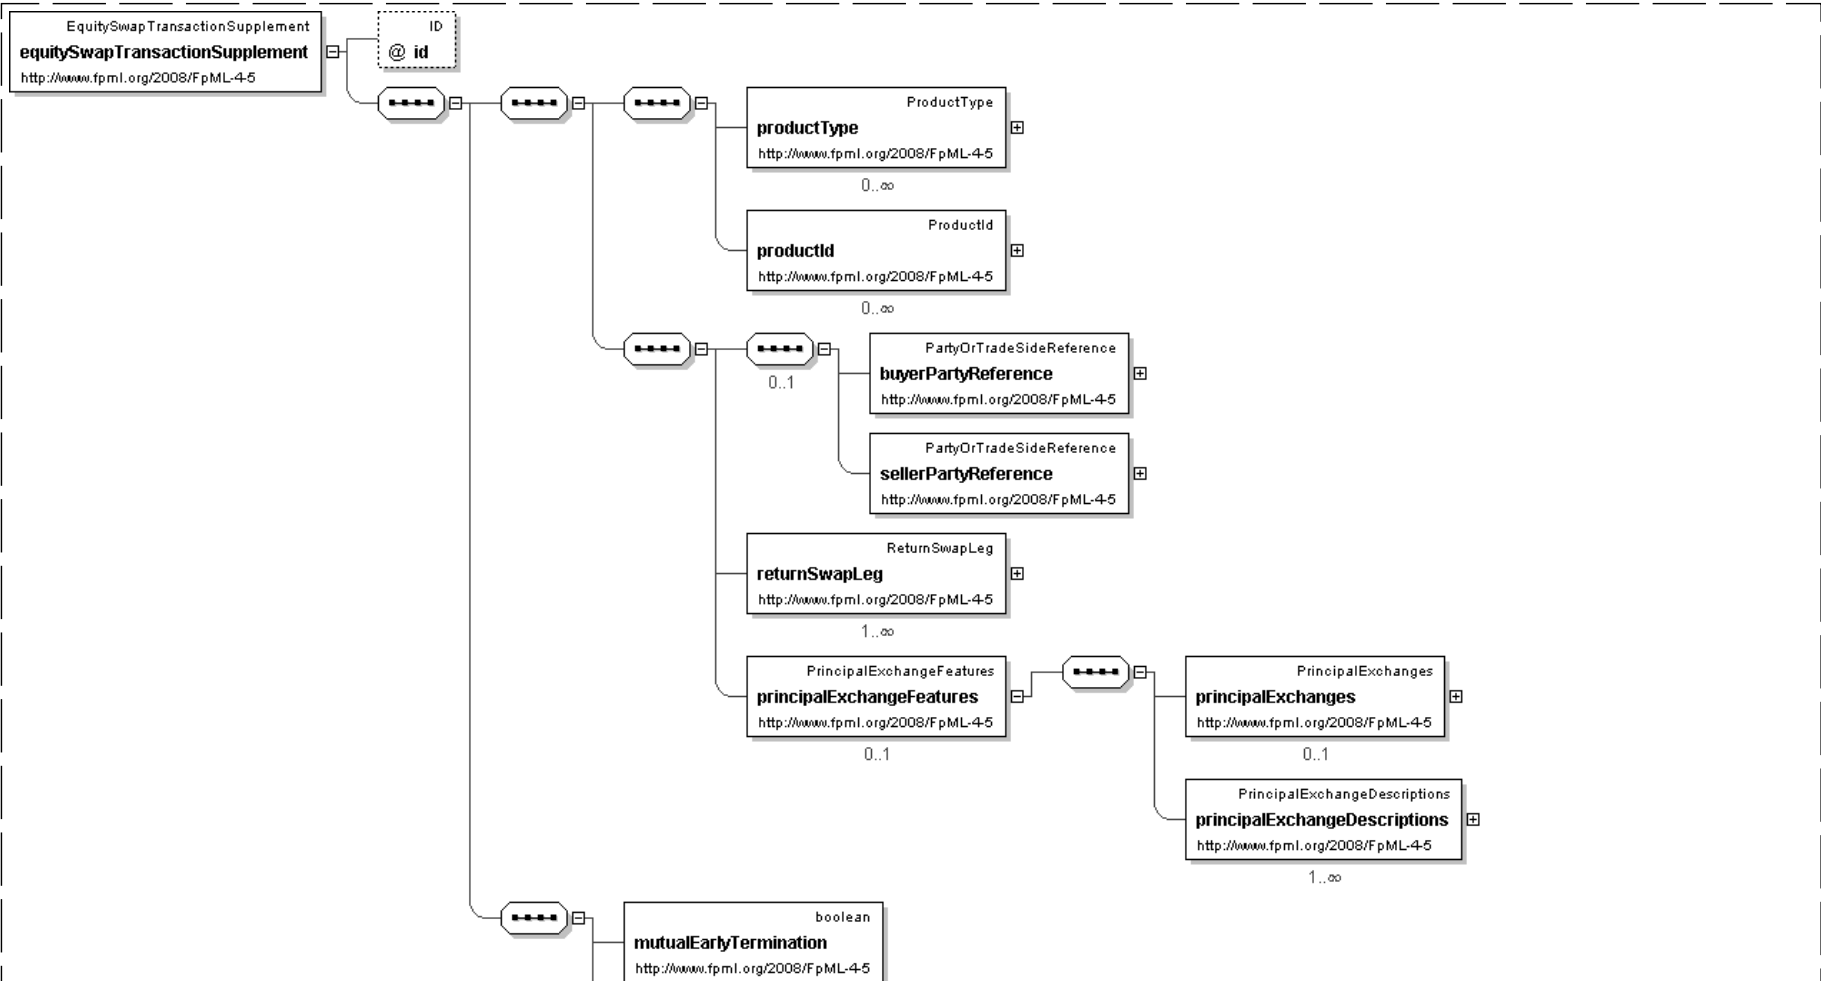 EquitySwapTransactionSupplement
equitySwapTransactionSupplement
http://www.fpml.org/2008/FpML-4-5
ID
@ id
ProductType
productType
http://www.fpml.org/2008/FpML-4-5
0..∞
ProductId
productId
http://www.fpml.org/2008/FpML-4-5
0..∞
0..1
PartyOrTradeSideReference
buyerPartyReference
http://www.fpml.org/2008/FpML-4-5
PartyOrTradeSideReference
sellerPartyReference
http://www.fpml.org/2008/FpML-4-5
ReturnSwapLeg
returnSwapLeg
http://www.fpml.org/2008/FpML-4-5
1..∞
PrincipalExchangeFeatures
principalExchangeFeatures
http://www.fpml.org/2008/FpML-4-5
0..1
PrincipalExchanges
principalExchanges
http://www.fpml.org/2008/FpML-4-5
0..1
PrincipalExchangeDescriptions
principalExchangeDescriptions
http://www.fpml.org/2008/FpML-4-5
1..∞
boolean
mutualEarlyTermination
http://www.fpml.org/2008/FpML-4-5